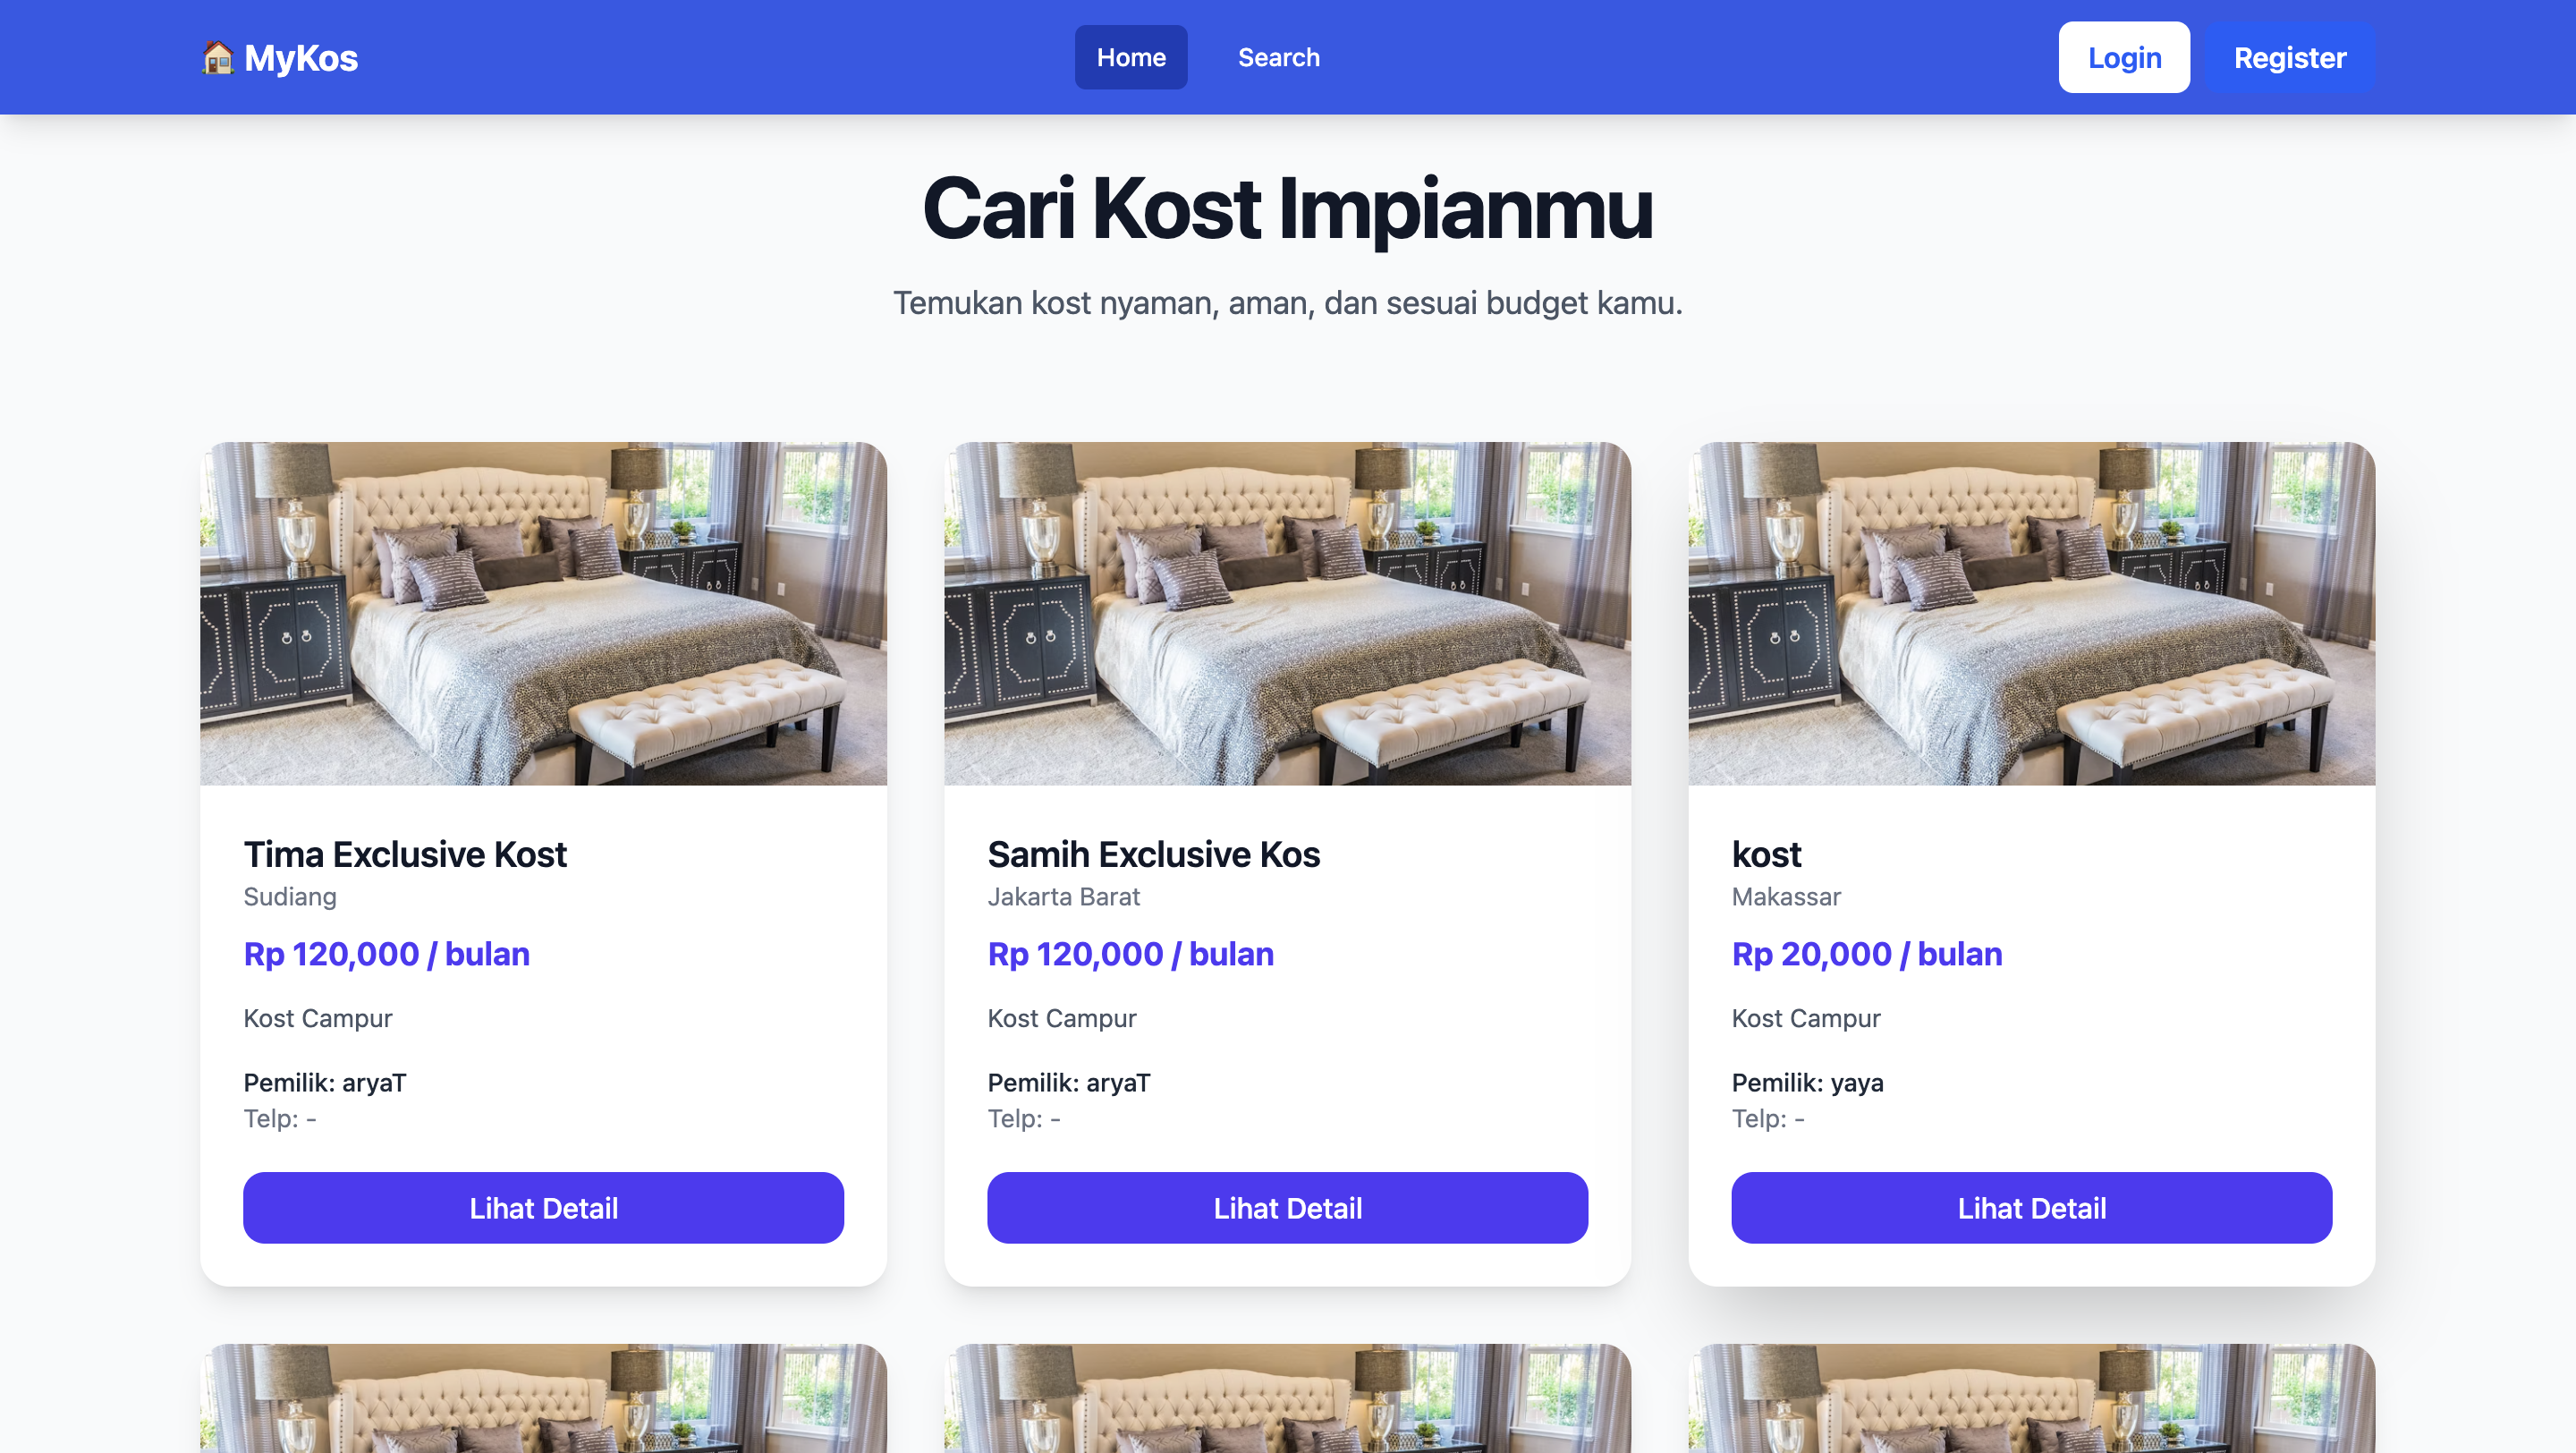 MyKos
Home
Search
Login
Register
Cari Kost Impianmu
Temukan kost nyaman, aman, dan sesuai budget kamu.
Tima Exclusive Kost
Sudiang
Rp 120,000 / bulan
Kost Campur
Pemilik: aryaT
Telp: -
Lihat Detail
Samih Exclusive Kos
Jakarta Barat
Rp 120,000 / bulan
Kost Campur
Pemilik: aryaT
Telp: -
Lihat Detail
kost
Makassar
Rp 20,000 / bulan
Kost Campur
Pemilik: yaya
Telp: -
Lihat Detail